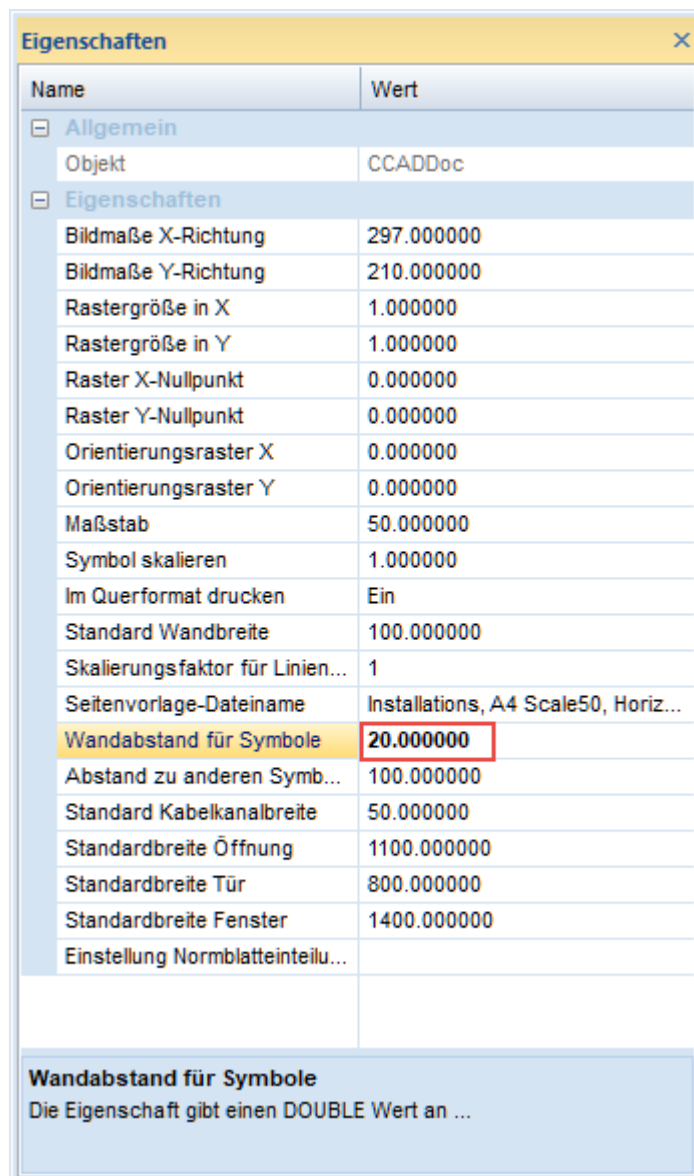 Eigenschaften
Name Wert
Allgemein
Objekt CCADDoc
Eigenschaften
Bildmaße X-Richtung 297.000000
Bildmaße Y-Richtung 210.000000
Rastergröße in X 1.000000
Rastergröße in Y 1.000000
Raster X-Nullpunkt 0.000000
Raster Y-Nullpunkt 0.000000
Orientierungsraster X 0.000000
Orientierungsraster Y 0.000000
Maßstab 50.000000
Symbol skalieren 1.000000
Im Querformat drucken Ein
Standard Wandbreite 100.000000
Skalierungsfaktor für Linien... 1
Seitenvorlage-Dateiname Installations, A4 Scale50, Horiz...
Wandabstand für Symbole 20.000000
Abstand zu anderen Symb... 100.000000
Standard Kabelkanalbreite 50.000000
Standardbreite Öffnung 1100.000000
Standardbreite Tür 800.000000
Standardbreite Fenster 1400.000000
Einstellung Normblatteinteilu...
Wandabstand für Symbole
Die Eigenschaft gibt einen DOUBLE Wert an ...